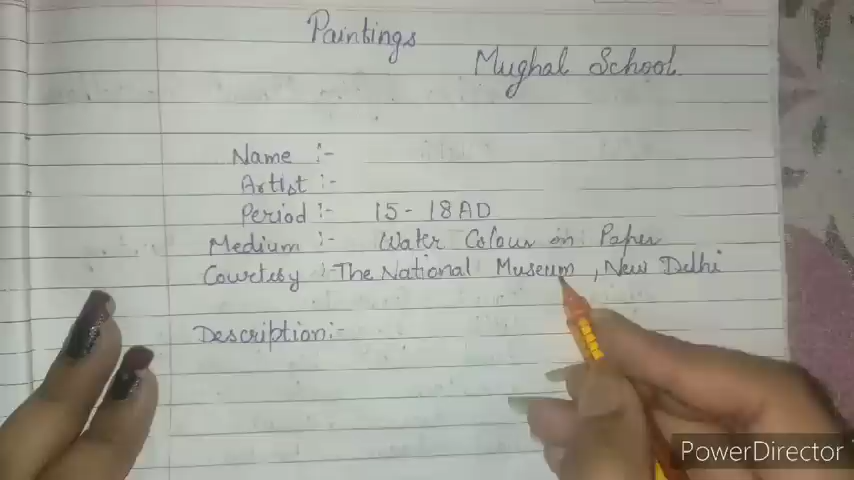 Paintings
Mughal School
Name :-
Artist :-
Period :- 15 - 18 AD
Medium :- Water Colour on Paper
Courtesy :- The National Museum, New Delhi
Description:-
PowerDirector